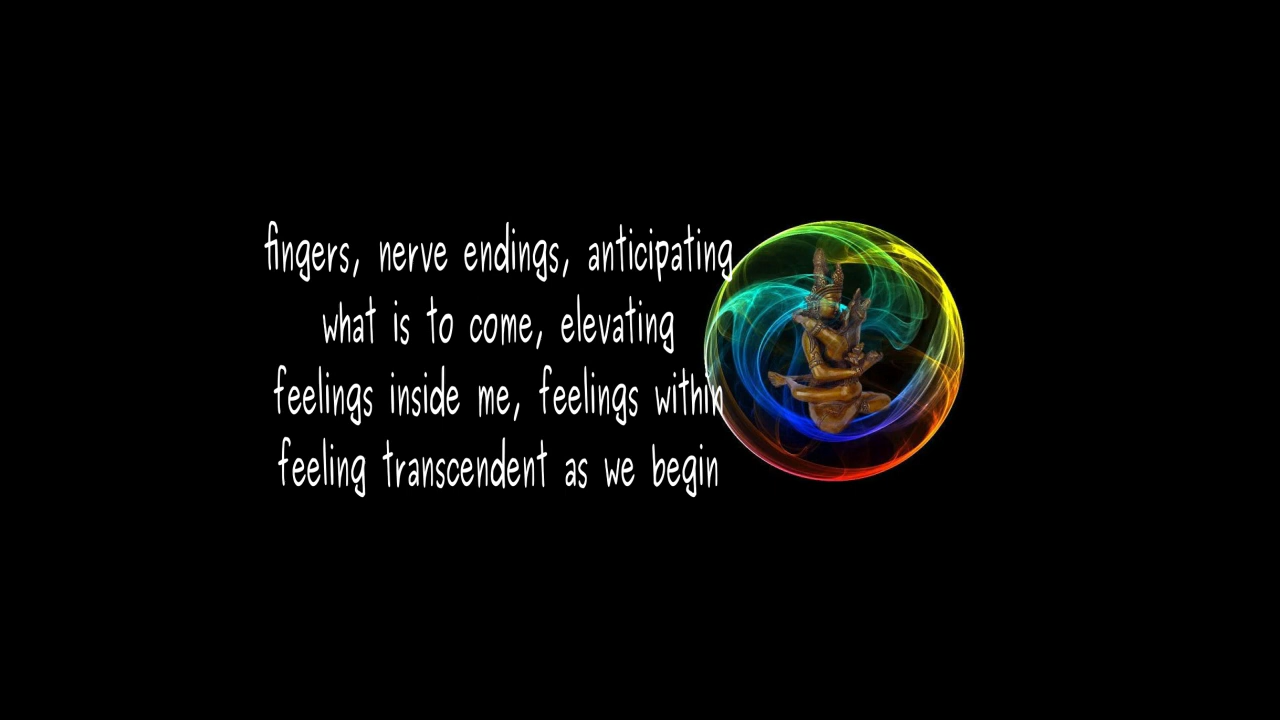 fingers, nerve endings, anticipating
what is to come, elevating
feelings inside me, feelings within
feeling transcendent as we begin